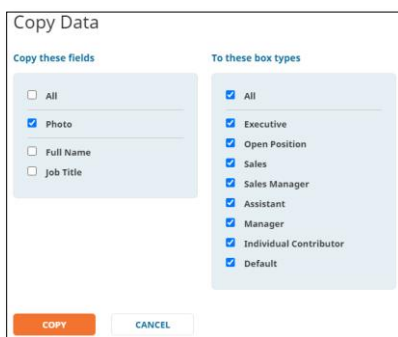 Copy Data
Copy these fields
All
Photo
Full Name
Job Title
To these box types
All
Executive
Open Position
Sales
Sales Manager
Assistant
Manager
Individual Contributor
Default
COPY
CANCEL